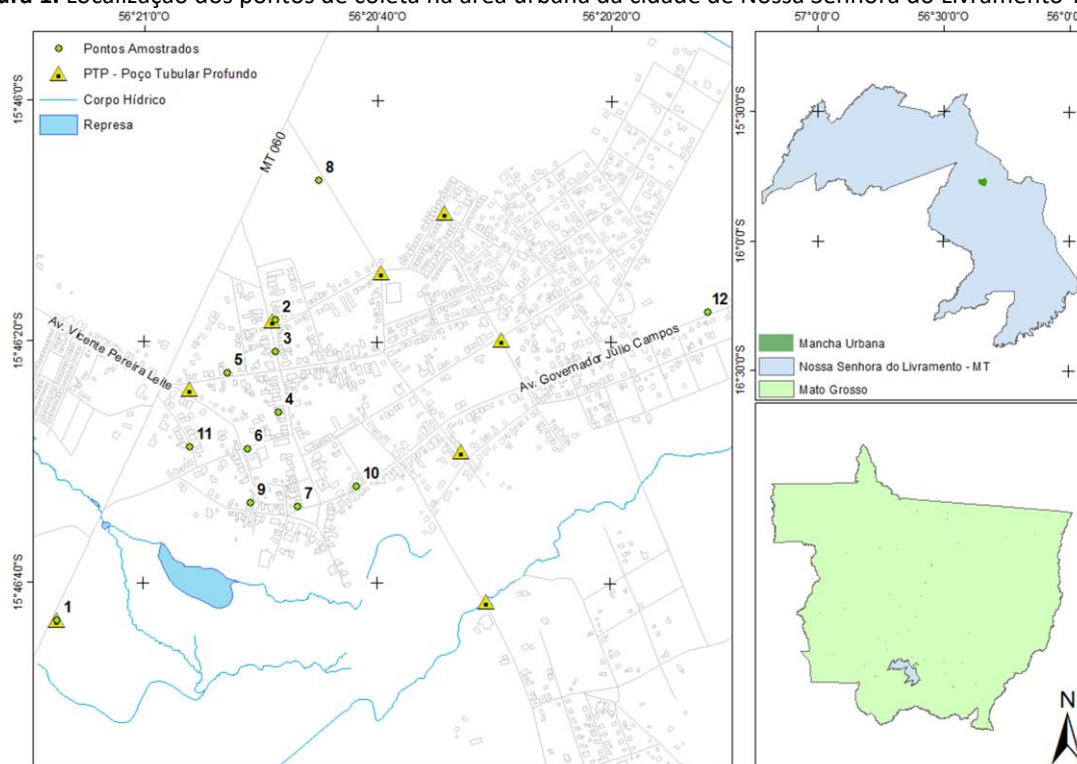 1. Localização dos pontos de coleta na área urbana da cidade de Nossa Senhora do Livramento
56°21'0"
56°20'40"O
56°20'20"O
57°0'0"O
56°30'0"O
15°46'0"S
15°46'20"S
15°46'40"S
Pontos Amostrados
PTP - Poço Tubular Profundo
Corpo Hídrico
Represa
MT 060
Av. Vicente Pereira Leite
Av. Governador Júlio Campos
8
2
3
5
4
12
11
6
9
7
10
1
15°30'0"S
16°0'0"S
16°30'0"S
Mancha Urbana
Nossa Senhora do Livramento - MT
Mato Grosso
N